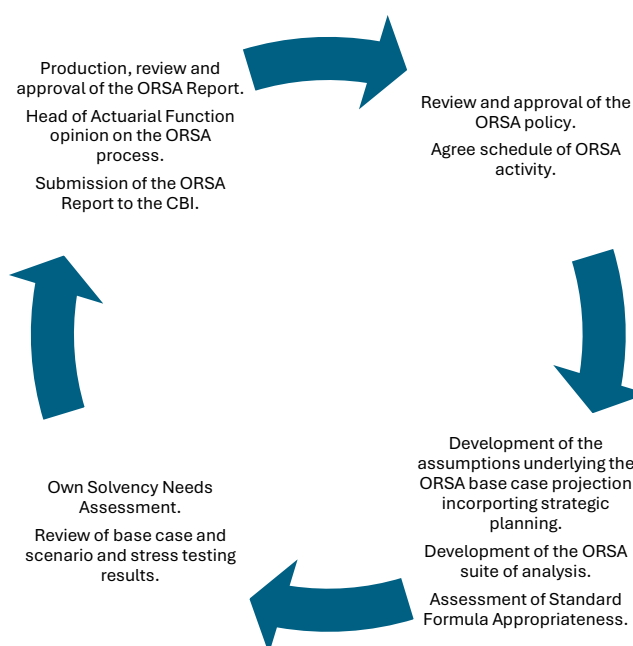 Production, review and
approval of the ORSA Report.
Head of Actuarial Function
opinion on the ORSA
process.
Submission of the ORSA
Report to the CBI.
Review and approval of the
ORSA policy.
Agree schedule of ORSA
activity.
Development of the
assumptions underlying the
ORSA base case projection
incorporting strategic
planning.
Development of the ORSA
suite of analysis.
Assessment of Standard
Formula Appropriateness.
Own Solvency Needs
Assessment.
Review of base case and
scenario and stress testing
results.